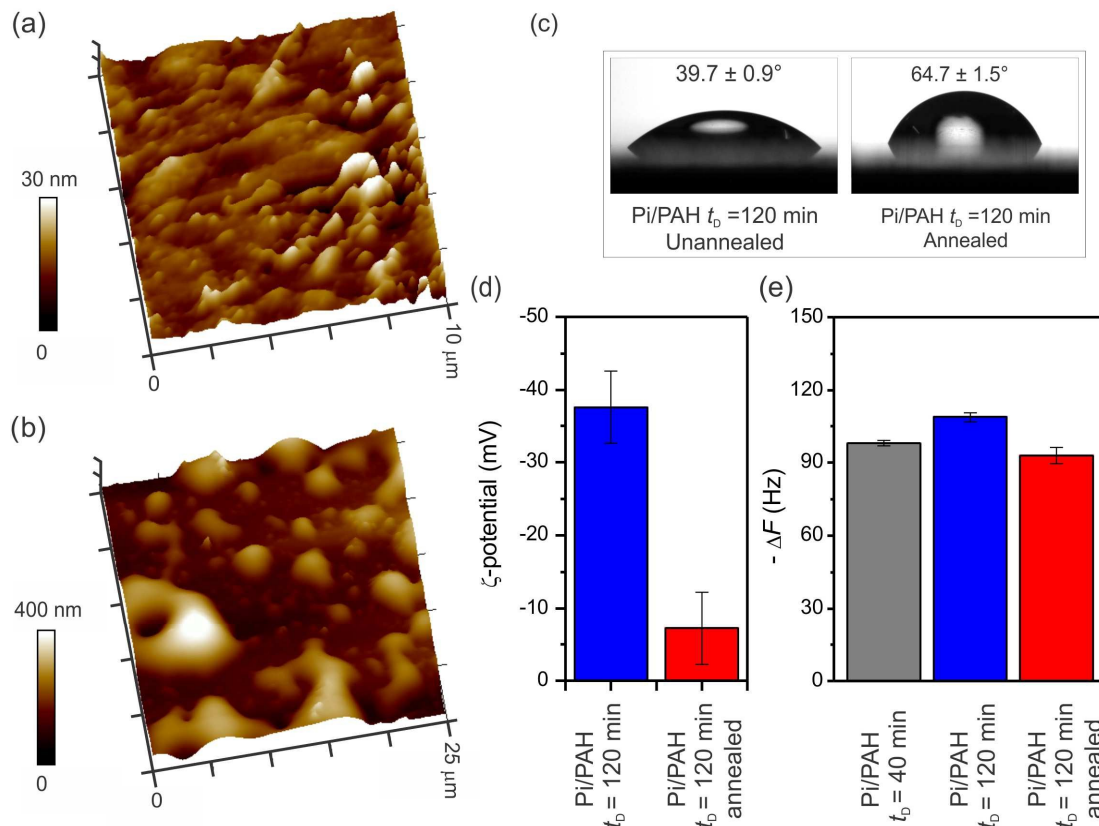 (a)
30 nm
0
0
10 μm
(b)
400 nm
0
0
25 μm
(c)
39.7 ± 0.9°
64.7 ± 1.5°
Pi/PAH tD =120 min
Unannealed
Pi/PAH tD =120 min
Annealed
(d)
-50
-40
-30
-20
-10
0
ζ-potential (mV)
Pi/PAH
tD = 120 min
Pi/PAH
tD = 120 min
annealed
(e)
150
120
90
60
30
0
- ΔF (Hz)
Pi/PAH
tD = 40 min
Pi/PAH
tD = 120 min
Pi/PAH
tD = 120 min
annealed